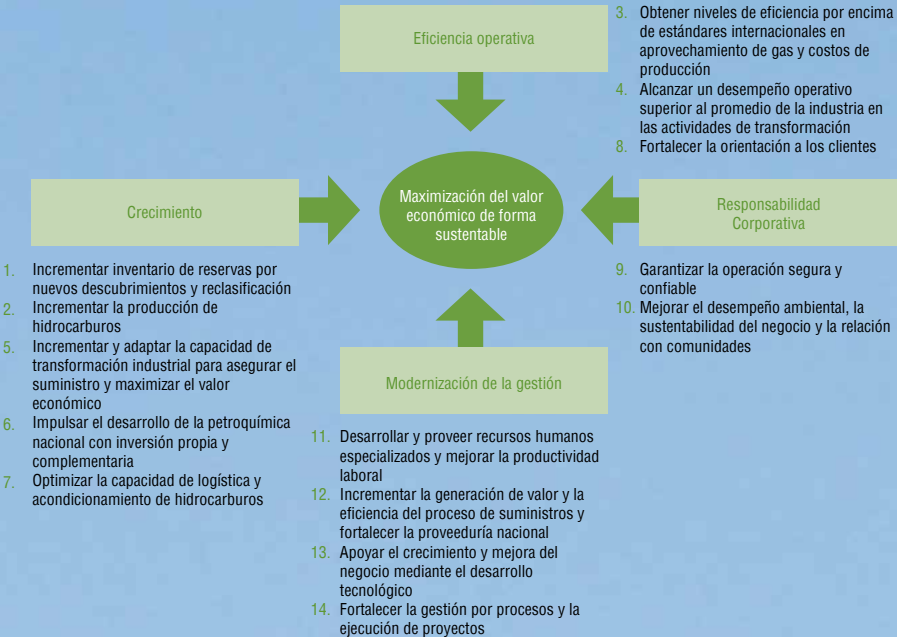 Eficiencia operativa
3. Obtener niveles de eficiencia por encima
de estándares internacionales en
aprovechamiento de gas y costos de
producción
4. Alcanzar un desempeño operativo
superior al promedio de la industria en
las actividades de transformación
8. Fortalecer la orientación a los clientes
Crecimiento
Maximización del valor
económico de forma
sustentable
Responsabilidad
Corporativa
1. Incrementar inventario de reservas por
nuevos descubrimientos y reclasificación
2. Incrementar la producción de
hidrocarburos
5. Incrementar y adaptar la capacidad de
transformación industrial para asegurar el
suministro y maximizar el valor
económico
6. Impulsar el desarrollo de la petroquímica
nacional con inversión propia y
complementaria
7. Optimizar la capacidad de logística y
acondicionamiento de hidrocarburos
9. Garantizar la operación segura y
confiable
10. Mejorar el desempeño ambiental, la
sustentabilidad del negocio y la relación
con comunidades
Modernización de la gestión
11. Desarrollar y proveer recursos humanos
especializados y mejorar la productividad
laboral
12. Incrementar la generación de valor y la
eficiencia del proceso de suministros y
fortalecer la proveeduría nacional
13. Apoyar el crecimiento y mejora del
negocio mediante el desarrollo
tecnológico
14. Fortalecer la gestión por procesos y la
ejecución de proyectos